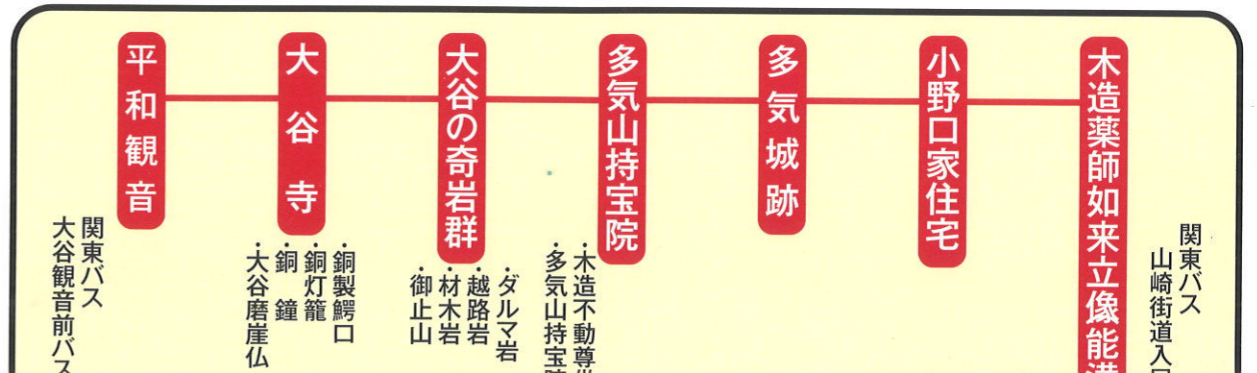 関東バス
山崎街道入
木造薬師如来立像能
小野口家住宅
多気城跡
多気山持宝院
・木造不動尊
・多気山持宝
大谷の奇岩群
・ダルマ岩
・越路岩
・材木岩
・御止山
大谷寺
・銅製鰐口
・銅灯籠
・銅鐘
・大谷磨崖仏
平和観音
関東バス
大谷観音前バス